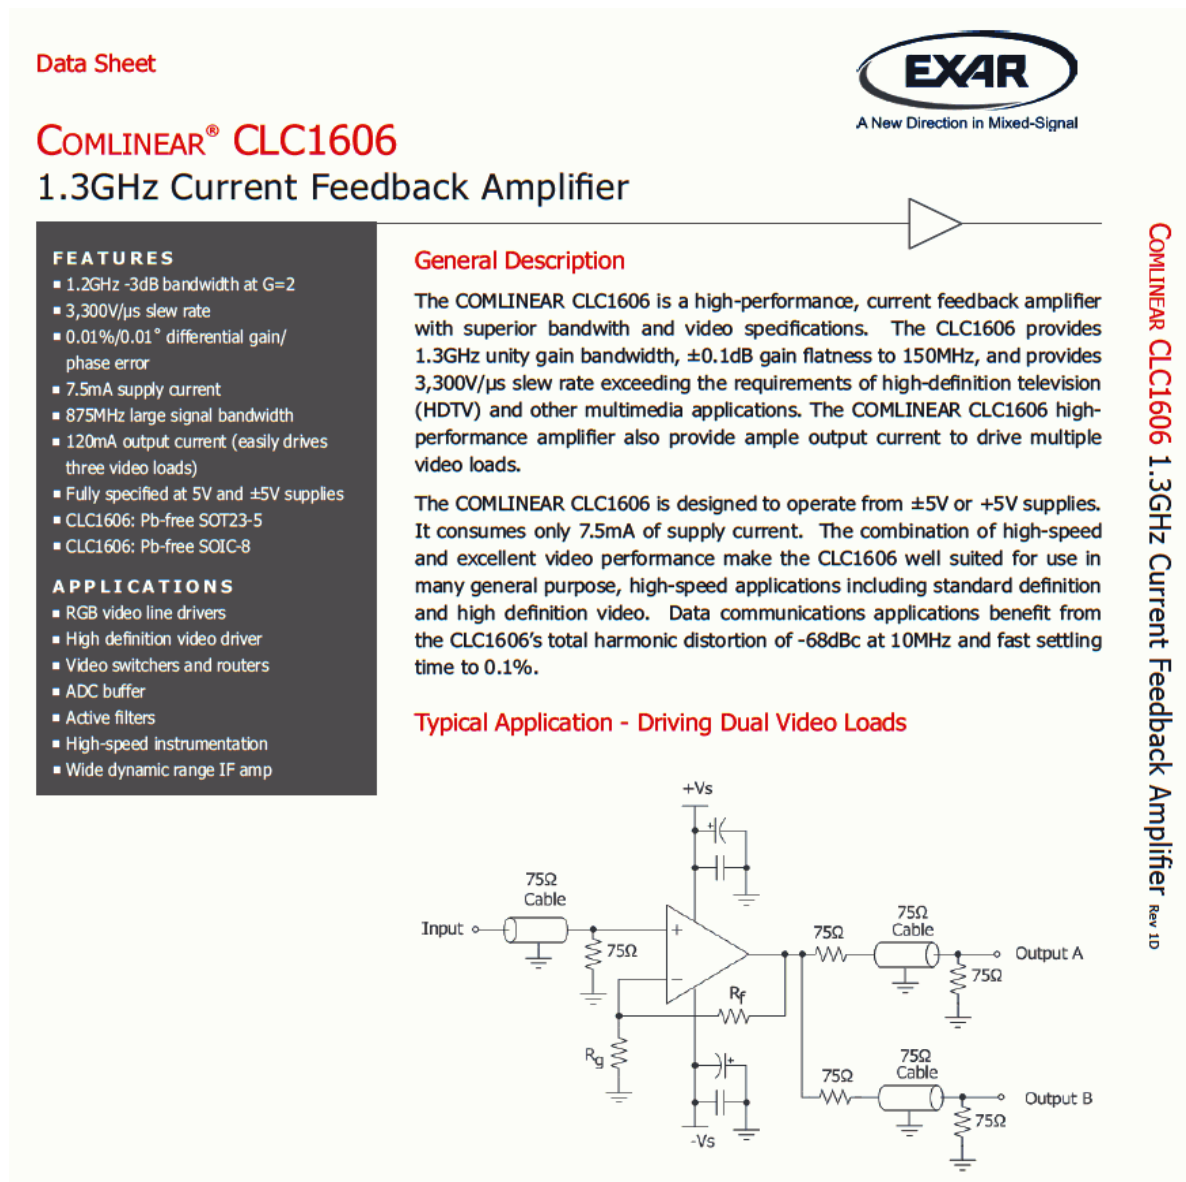 Data Sheet
EXAR
A New Direction in Mixed-Signal
COMLINEAR® CLC1606
1.3GHz Current Feedback Amplifier
FEATURES
▪ 1.2GHz -3dB bandwidth at G=2
▪ 3,300V/µs slew rate
▪ 0.01%/0.01˚ differential gain/
phase error
▪ 7.5mA supply current
▪ 875MHz large signal bandwidth
▪ 120mA output current (easily drives
three video loads)
▪ Fully specified at 5V and ±5V supplies
▪ CLC1606: Pb-free SOT23-5
▪ CLC1606: Pb-free SOIC-8
APPLICATIONS
▪ RGB video line drivers
▪ High definition video driver
▪ Video switchers and routers
▪ ADC buffer
▪ Active filters
▪ High-speed instrumentation
▪ Wide dynamic range IF amp
General Description
The COMLINEAR CLC1606 is a high-performance, current feedback amplifier
with superior bandwith and video specifications. The CLC1606 provides
1.3GHz unity gain bandwidth, ±0.1dB gain flatness to 150MHz, and provides
3,300V/µs slew rate exceeding the requirements of high-definition television
(HDTV) and other multimedia applications. The COMLINEAR CLC1606 high-
performance amplifier also provide ample output current to drive multiple
video loads.
The COMLINEAR CLC1606 is designed to operate from ±5V or +5V supplies.
It consumes only 7.5mA of supply current. The combination of high-speed
and excellent video performance make the CLC1606 well suited for use in
many general purpose, high-speed applications including standard definition
and high definition video. Data communications applications benefit from
the CLC1606's total harmonic distortion of -68dBc at 10MHz and fast settling
time to 0.1%.
Typical Application - Driving Dual Video Loads
+Vs
+
75Ω
Cable
Input
75Ω
+
−
Rf
Rg
+
-Vs
75Ω
75Ω
Cable
Output A
75Ω
75Ω
75Ω
Cable
Output B
75Ω
COMLINEAR CLC1606 1.3GHz Current Feedback Amplifier Rev 1D